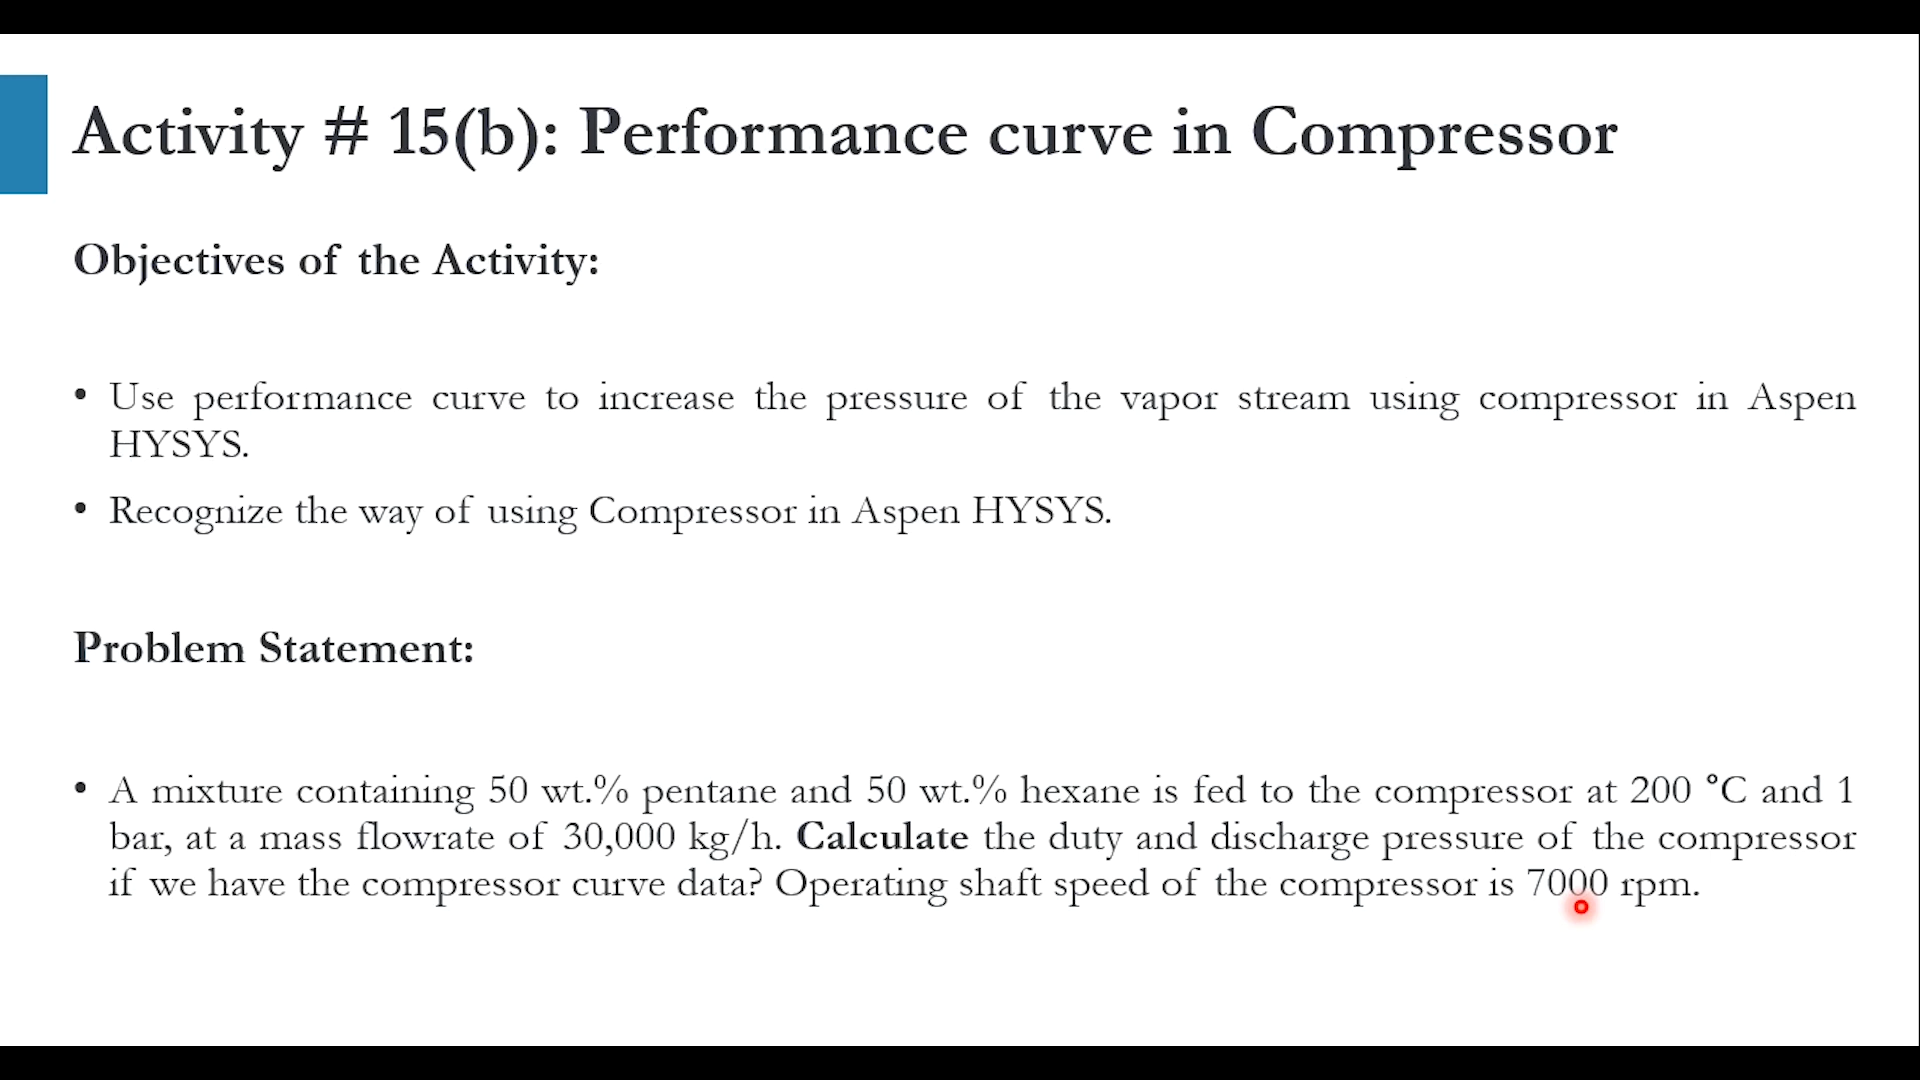 Activity # 15(b): Performance curve in Compressor
Objectives of the Activity:
• Use performance curve to increase the pressure of the vapor stream using compressor in Aspen
HYSYS.
• Recognize the way of using Compressor in Aspen HYSYS.
Problem Statement:
• A mixture containing 50 wt.% pentane and 50 wt.% hexane is fed to the compressor at 200 °C and 1
bar, at a mass flowrate of 30,000 kg/h. Calculate the duty and discharge pressure of the compressor
if we have the compressor curve data? Operating shaft speed of the compressor is 7000 rpm.